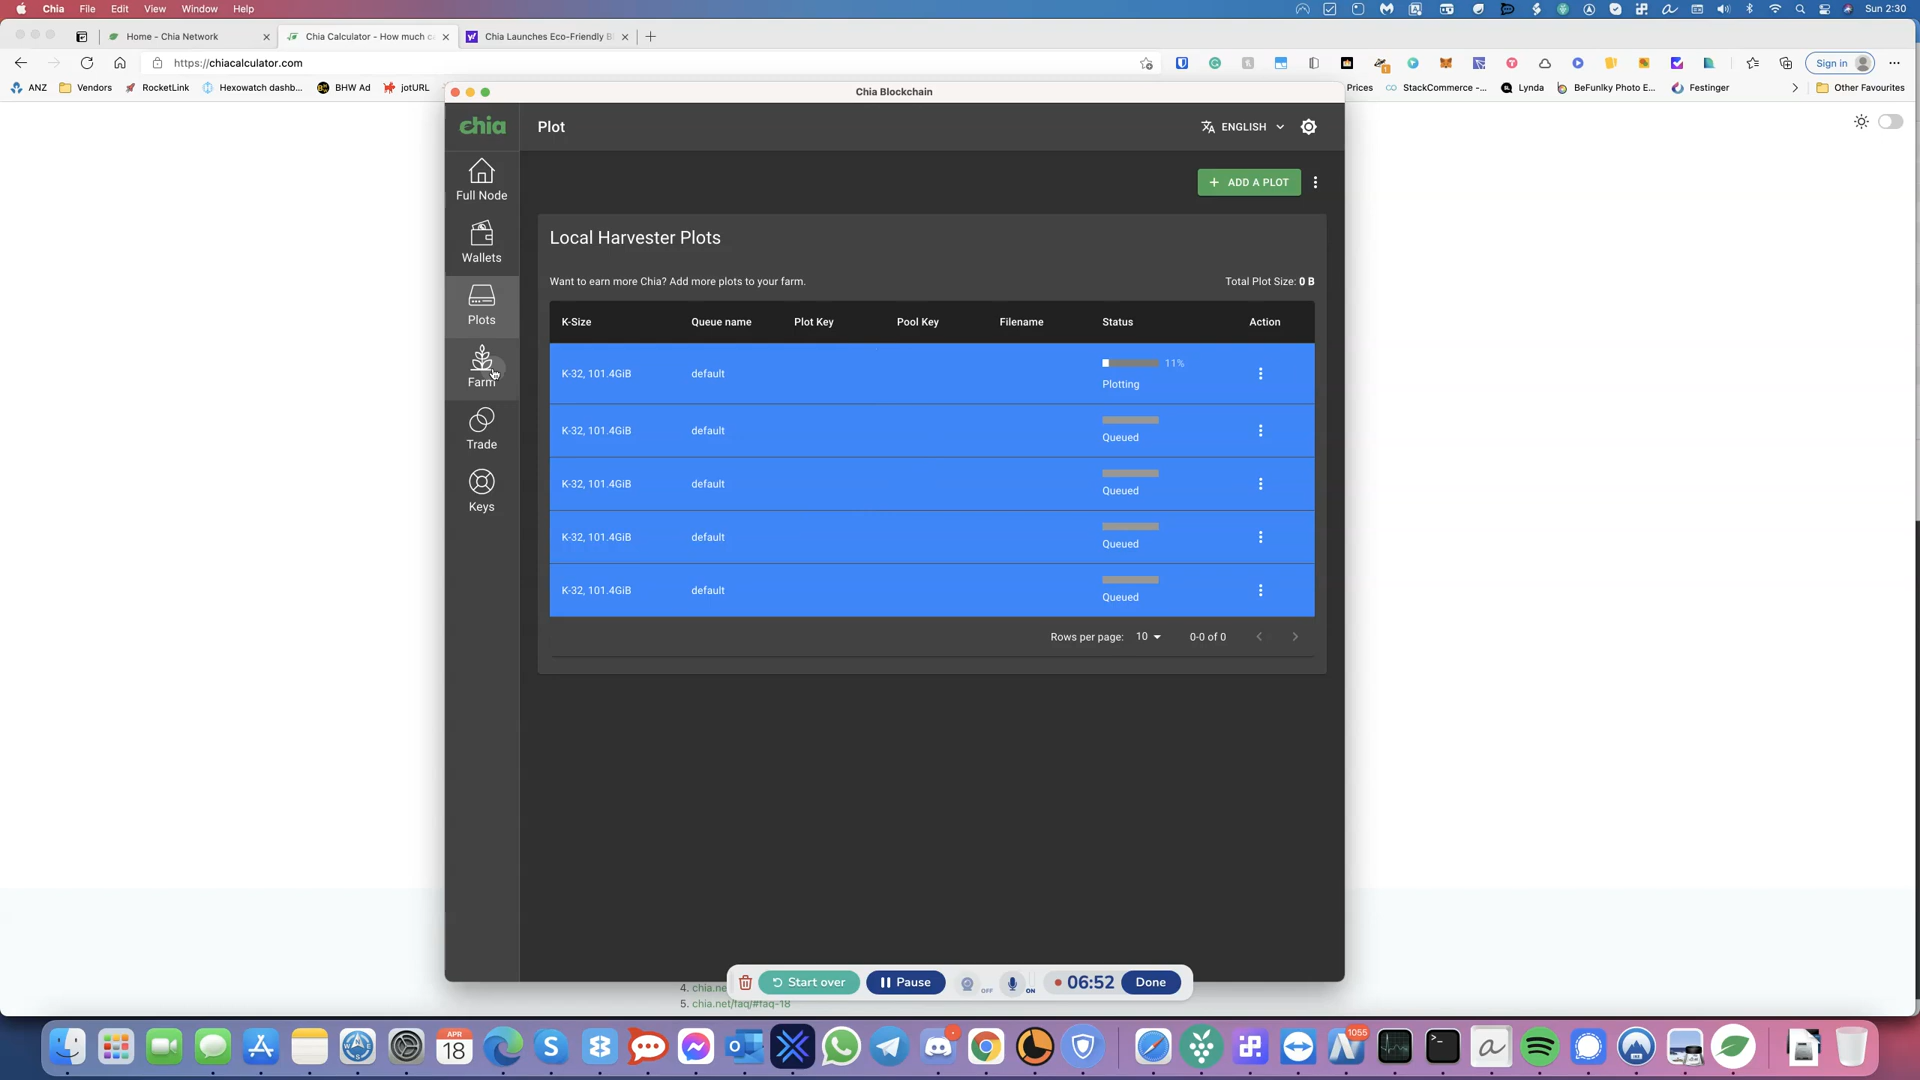 Chia File Edit View Window Help Sun 2:30
Home - Chia Network Chia Calculator - How much c Chia Launches Eco-Friendly B
https://chiacalculator.com Sign in
ANZ Vendors RocketLink Hexowatch dashb... BHW Ad jotURL Prices StackCommerce -... Lynda BeFunlky Photo E... Festinger Other Favourites
Chia Blockchain
chia Plot ENGLISH
Full Node
Wallets
Plots
Farm
Trade
Keys
+ ADD A PLOT
Local Harvester Plots
Want to earn more Chia? Add more plots to your farm. Total Plot Size: 0 B
K-Size Queue name Plot Key Pool Key Filename Status Action
K-32, 101.4GiB default 11%
Plotting
K-32, 101.4GiB default Queued
K-32, 101.4GiB default Queued
K-32, 101.4GiB default Queued
K-32, 101.4GiB default Queued
Rows per page: 10 0-0 of 0
Start over Pause OFF ON 06:52 Done
4. chia.ne
5. chia.net/faq/#faq-18
APR
18
1055